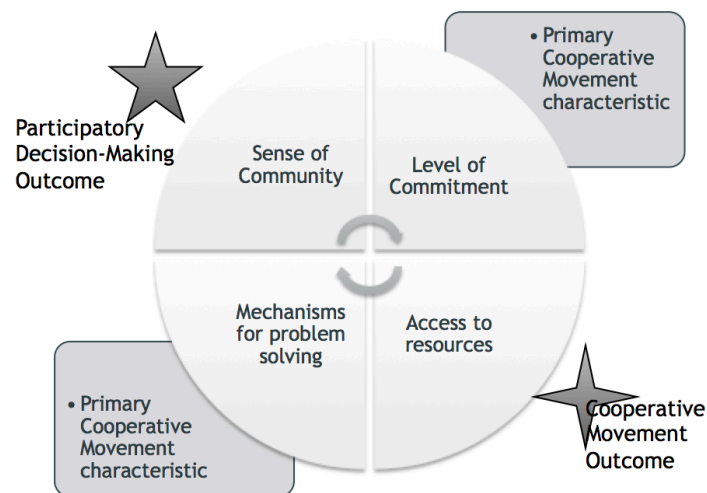 • Primary
Cooperative
Movement
characteristic
Participatory
Decision-Making
Outcome
Sense of
Community
Level of
Commitment
Mechanisms
for problem
solving
Access to
resources
• Primary
Cooperative
Movement
characteristic
Cooperative
Movement
Outcome